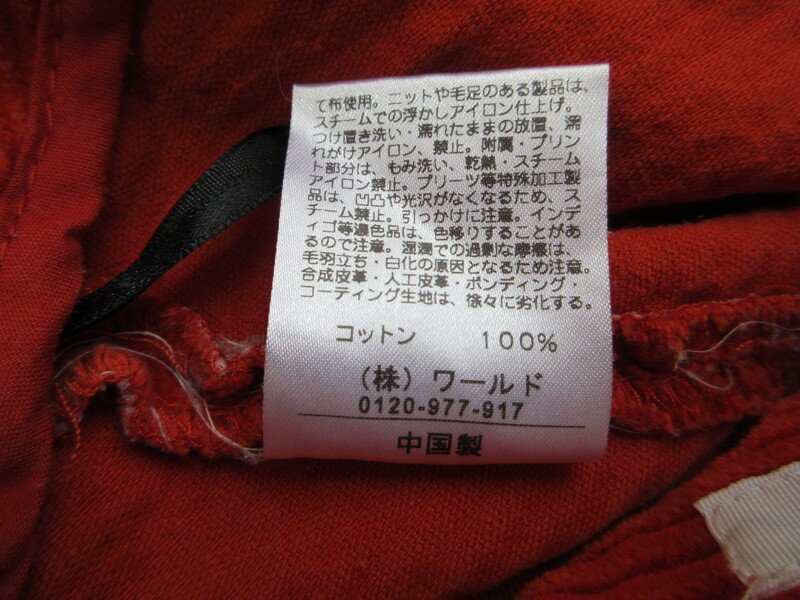 て布使用。ニットや毛足のある製品は、
スチームでの浮かしアイロン仕上げ。
つけ置き洗い・濡れたままの放置、濡
れがけアイロン、禁止。附属・プリン
ト部分は、もみ洗い、乾熱・スチーム
アイロン禁止。プリーツ等特殊加工製
品は、凹凸や光沢がなくなるため、ス
チーム禁止。引っかけに注意。インデ
ィゴ等濃色品は、色移りすることがあ
るので注意。湿潤での過剰な摩擦は、
毛羽立ち・白化の原因となるため注意。
合成皮革・人工皮革・ボンディング・
コーティング生地は、徐々に劣化する。
コットン 100%
(株) ワールド
0120-977-917
中国製